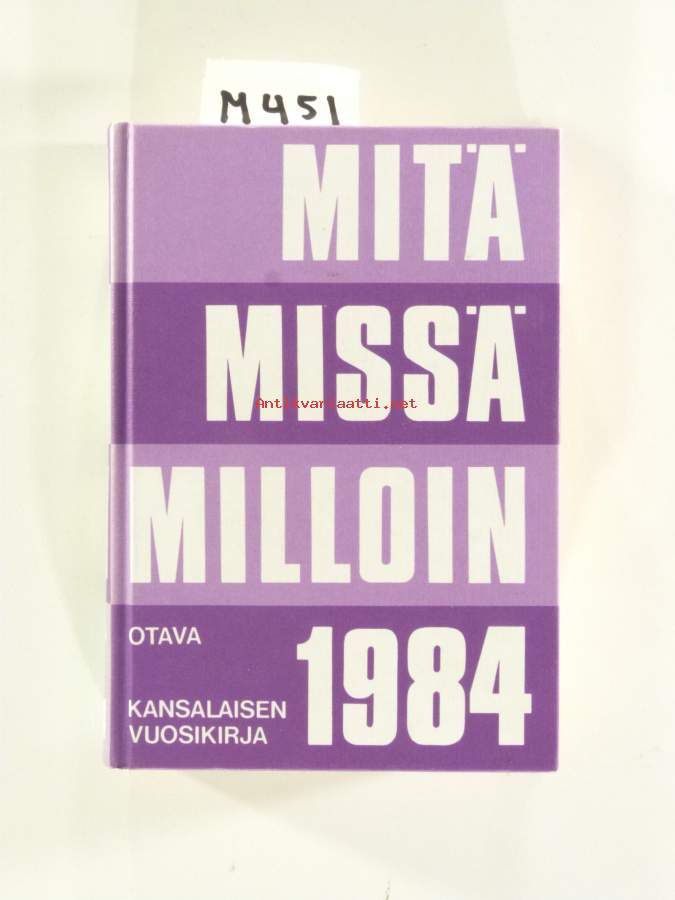 M451
MITÄ
MISSÄ
Antikvariaatti.net
MILLOIN
OTAVA
1984
KANSALAISEN
VUOSIKIRJA